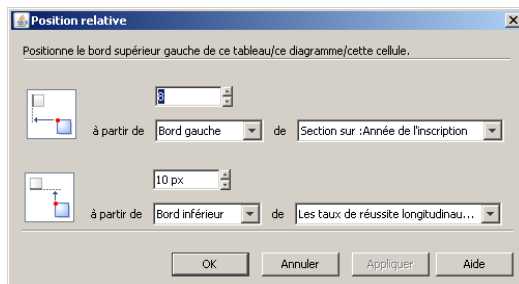 Position relative
Positionne le bord supérieur gauche de ce tableau/ce diagramme/cette cellule.
8
à partir de Bord gauche de Section sur :Année de l'inscription
10 px
à partir de Bord inférieur de Les taux de réussite longitudinau...
OK Annuler Appliquer Aide